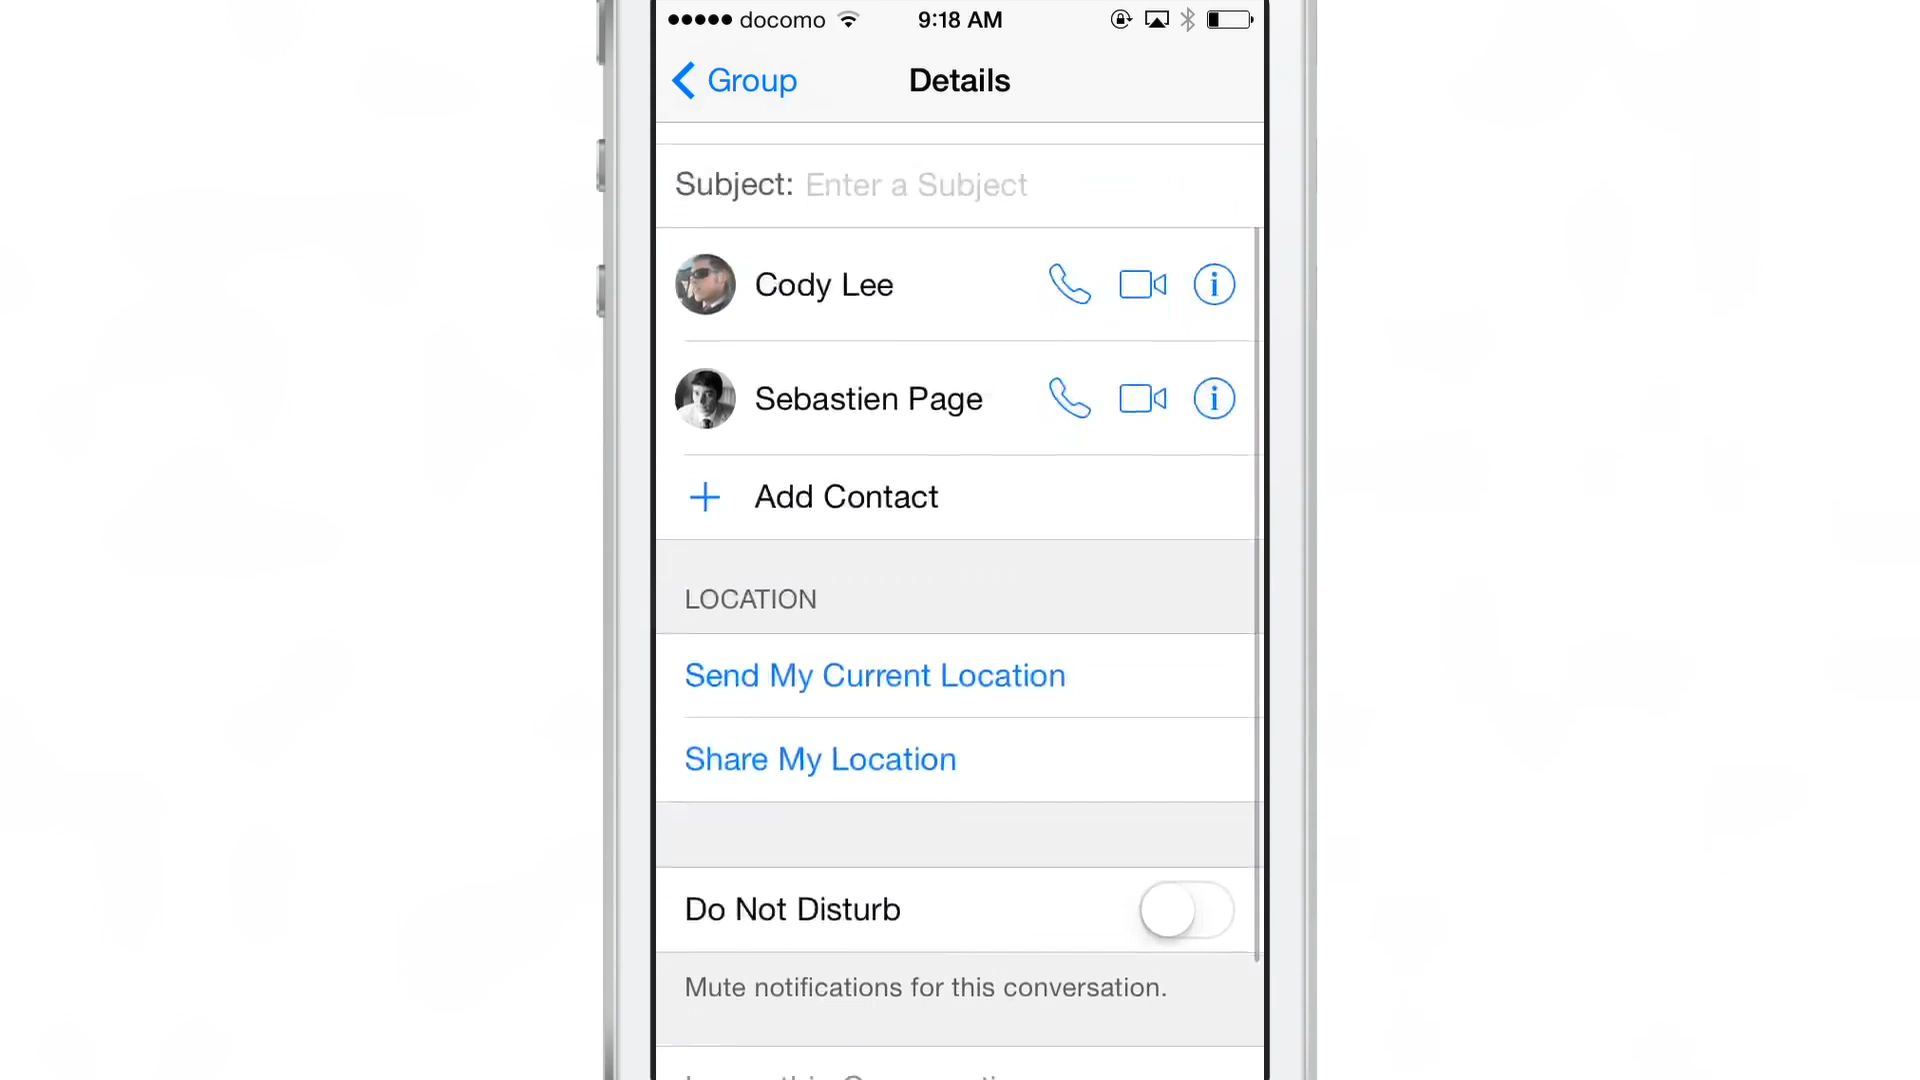 docomo 9:18 AM
Group Details
Subject: Enter a Subject
Cody Lee
Sebastien Page
Add Contact
LOCATION
Send My Current Location
Share My Location
Do Not Disturb
Mute notifications for this conversation.